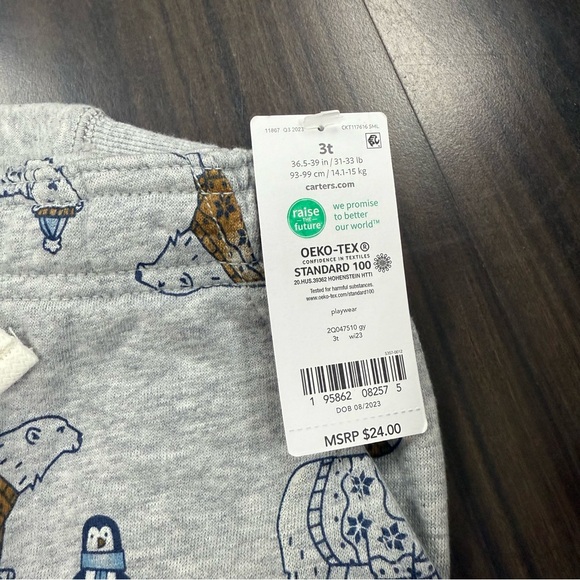 11867 Q3 2023 CK7117616 SHL
3t
36.5-39 in / 31-33 lb
93-99 cm / 14.1-15 kg
carters.com
raise
THE
future
we promise
to better
our world™
OEKO-TEX®
CONFIDENCE IN TEXTILES
STANDARD 100
20.HUS.39362 HOHENSTEIN HTTI
Tested for harmful substances.
www.oeko-tex.com/standard100
playwear
2Q047510 gy
3t wi23
1 95862 08257 5
DOB 08/2023
MSRP $24.00